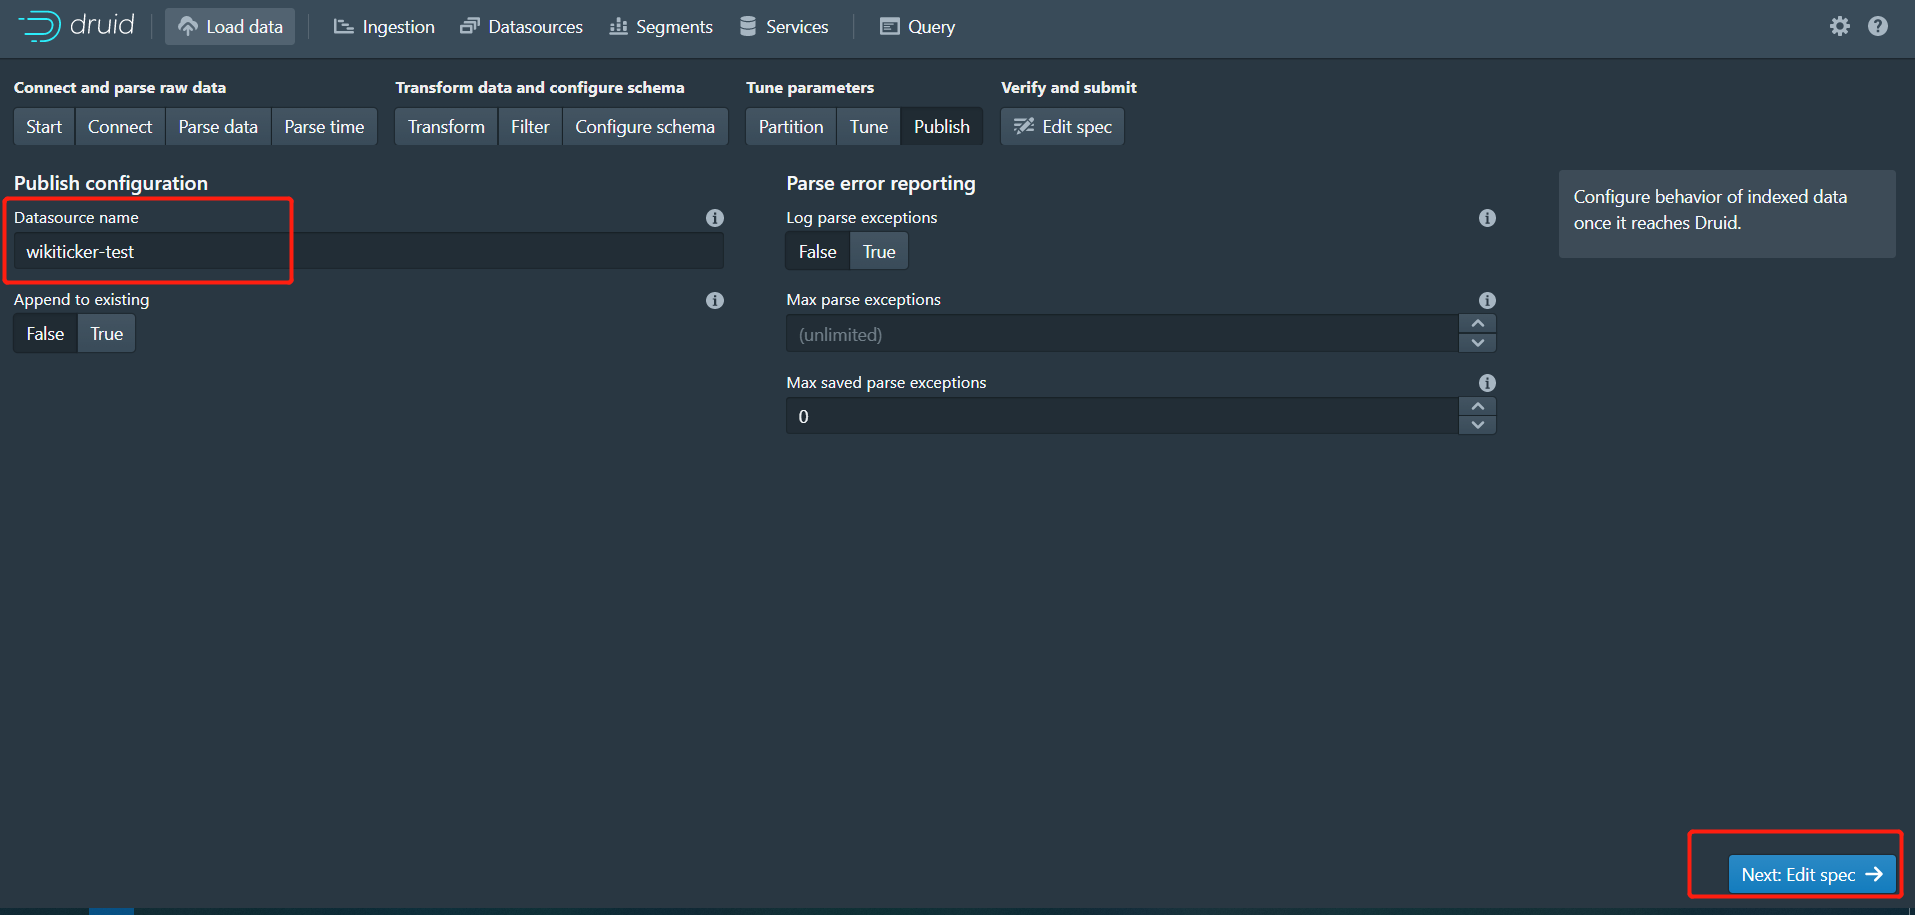 druid Load data Ingestion Datasources Segments Services Query
Connect and parse raw data Transform data and configure schema Tune parameters Verify and submit
Start Connect Parse data Parse time Transform Filter Configure schema Partition Tune Publish Edit spec
Publish configuration
Datasource name
wikiticker-test
Append to existing
False True
Parse error reporting
Log parse exceptions
False True
Max parse exceptions
(unlimited)
Max saved parse exceptions
0
Configure behavior of indexed data
once it reaches Druid.
Next: Edit spec